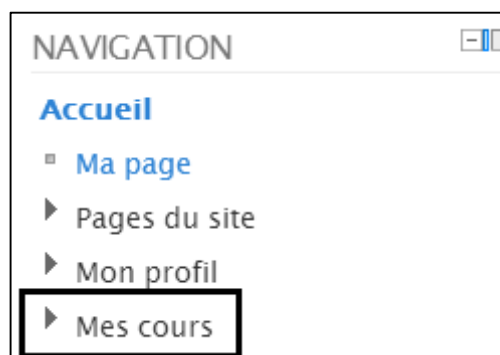 NAVIGATION
Accueil
Ma page
Pages du site
Mon profil
Mes cours